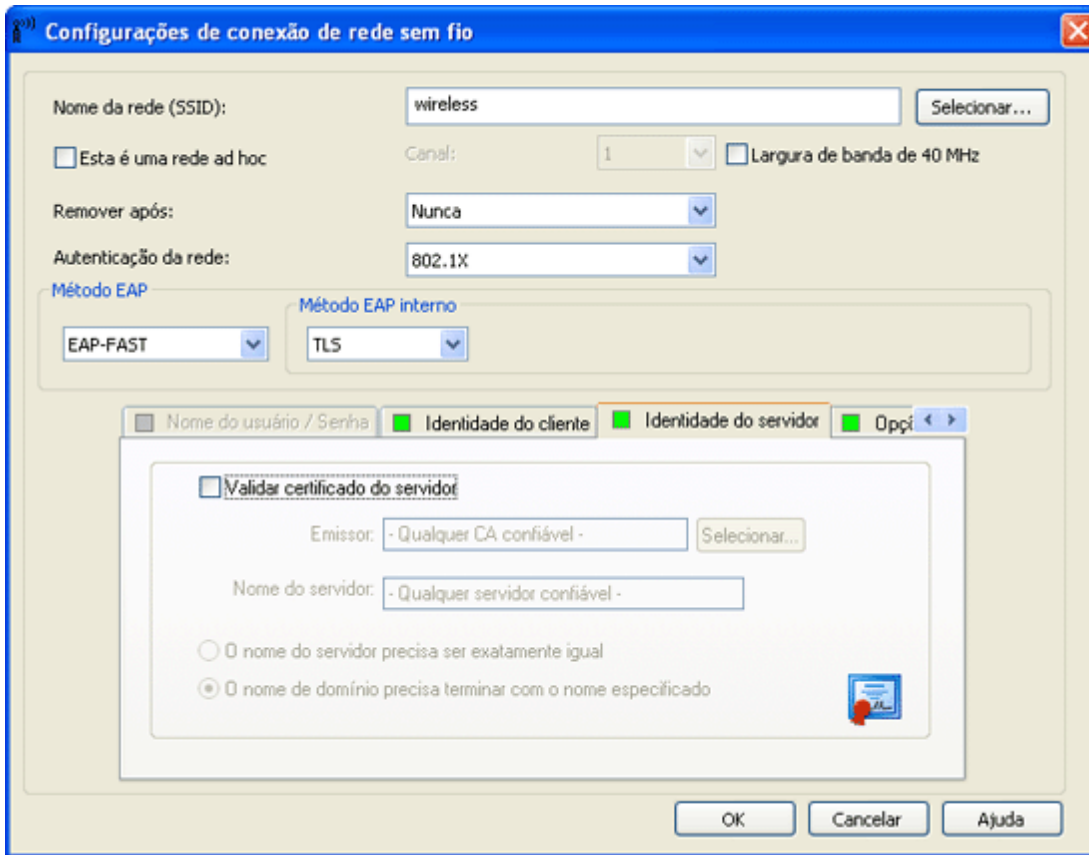 Configurações de conexão de rede sem fio
Nome da rede (SSID): wireless Selecionar...
Esta é uma rede ad hoc Canal: 1 Largura de banda de 40 MHz
Remover após: Nunca
Autenticação da rede: 802.1X
Método EAP
Método EAP interno
EAP-FAST TLS
Nome do usuário / Senha Identidade do cliente Identidade do servidor Opçõ
Validar certificado do servidor
Emissor: - Qualquer CA confiável - Selecionar...
Nome do servidor: - Qualquer servidor confiável -
O nome do servidor precisa ser exatamente igual
O nome de domínio precisa terminar com o nome especificado
OK Cancelar Ajuda